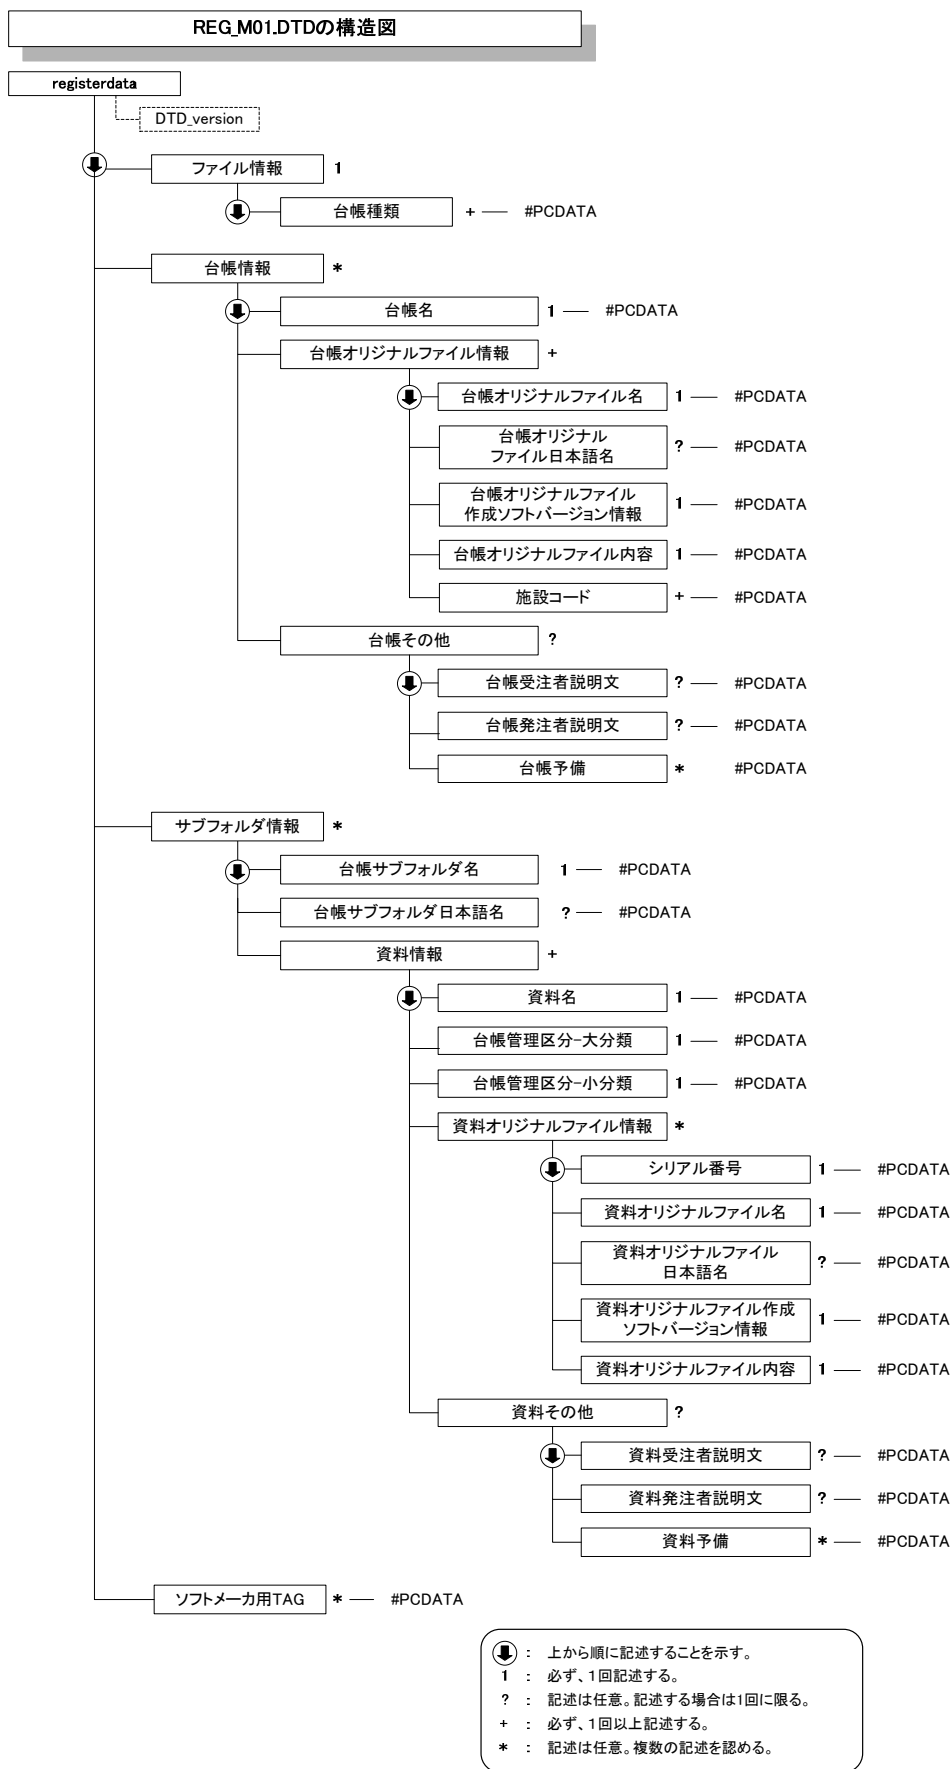 REG_M01.DTDの構造図
registerdata
DTD_version
ファイル情報 1
台帳種類 + #PCDATA
台帳情報 *
台帳名 1 #PCDATA
台帳オリジナルファイル情報 +
台帳オリジナルファイル名 1 #PCDATA
台帳オリジナル
ファイル日本語名 ? #PCDATA
台帳オリジナルファイル
作成ソフトバージョン情報 1 #PCDATA
台帳オリジナルファイル内容 1 #PCDATA
施設コード + #PCDATA
台帳その他 ?
台帳受注者説明文 ? #PCDATA
台帳発注者説明文 ? #PCDATA
台帳予備 * #PCDATA
サブフォルダ情報 *
台帳サブフォルダ名 1 #PCDATA
台帳サブフォルダ日本語名 ? #PCDATA
資料情報 +
資料名 1 #PCDATA
台帳管理区分-大分類 1 #PCDATA
台帳管理区分-小分類 1 #PCDATA
資料オリジナルファイル情報 *
シリアル番号 1 #PCDATA
資料オリジナルファイル名 1 #PCDATA
資料オリジナルファイル
日本語名 ? #PCDATA
資料オリジナルファイル作成
ソフトバージョン情報 1 #PCDATA
資料オリジナルファイル内容 1 #PCDATA
資料その他 ?
資料受注者説明文 ? #PCDATA
資料発注者説明文 ? #PCDATA
資料予備 * #PCDATA
ソフトメーカ用TAG * #PCDATA
: 上から順に記述することを示す。
1 : 必ず、1回記述する。
? : 記述は任意。記述する場合は1回に限る。
+ : 必ず、1回以上記述する。
* : 記述は任意。複数の記述を認める。